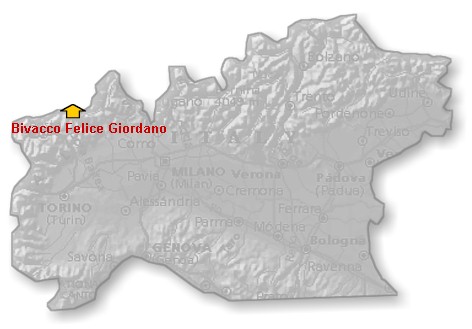 Bolzano
Udine
Trento
Pordenone
Bivacco Felice Giordano
Treviso
Como
MILANO
Verona
(Milan)
Padova
(Padua)
Pavia
Cremona
TORINO
(Turin)
Alessandria
Ferrara
Parma
Modena
GENOVA
Bologna
Savona
Ravenna